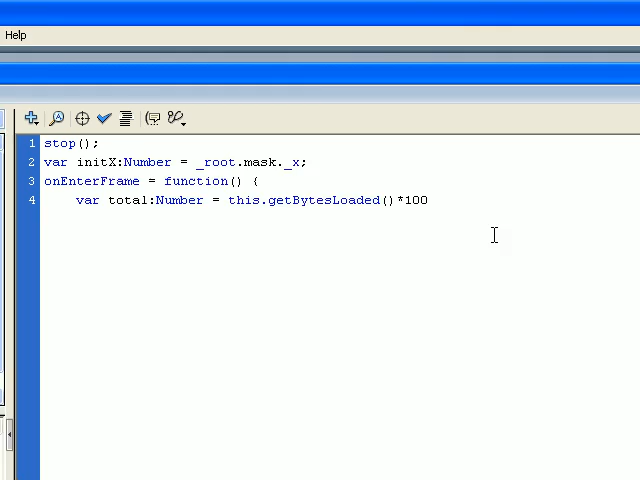 Help
1 stop();
2 var initX:Number = _root.mask._x;
3 onEnterFrame = function() {
4 var total:Number = this.getBytesLoaded()*100